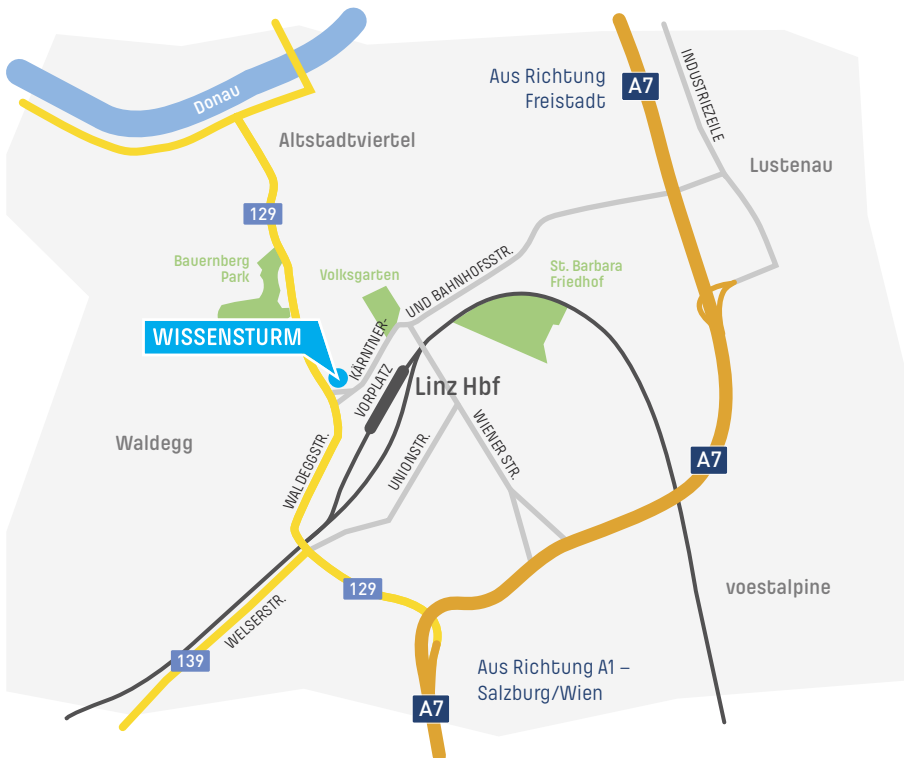 Donau
Aus Richtung
Freistadt
A7
INDUSTRIEZEILE
Altstadtviertel
Lustenau
129
Bauernberg
Park
Volksgarten
UND BAHNHOFSSTR.
St. Barbara
Friedhof
WISSENSTURM
KÄRNTNER-
VORPLATZ
Linz Hbf
Waldegg
WALDEGGSTR.
UNIONSTR.
WIENER STR.
A7
129
voestalpine
WELSERSTR.
139
Aus Richtung A1 –
Salzburg/Wien
A7